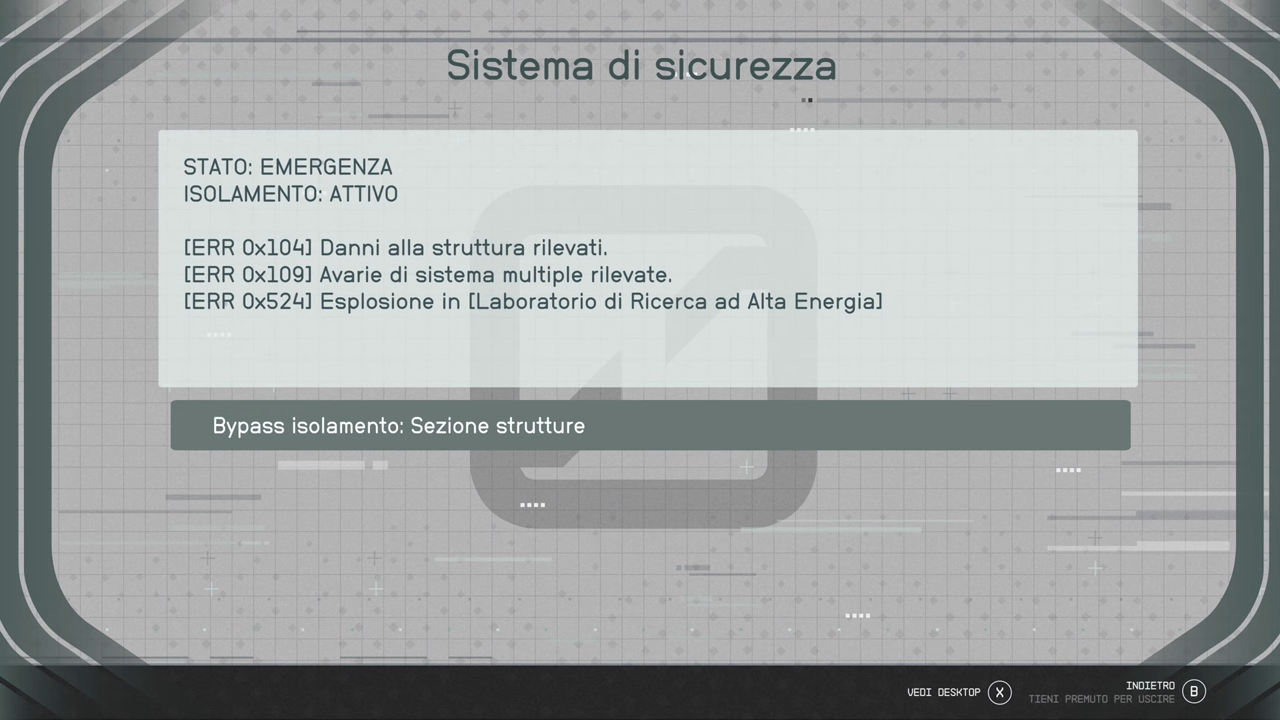 Sistema di sicurezza
STATO: EMERGENZA
ISOLAMENTO: ATTIVO
[ERR 0x104] Danni alla struttura rilevati.
[ERR 0x109] Avarie di sistema multiple rilevate.
[ERR 0x524] Esplosione in [Laboratorio di Ricerca ad Alta Energia]
Bypass isolamento: Sezione strutture
VEDI DESKTOP X
INDIETRO B
TIENI PREMUTO PER USCIRE